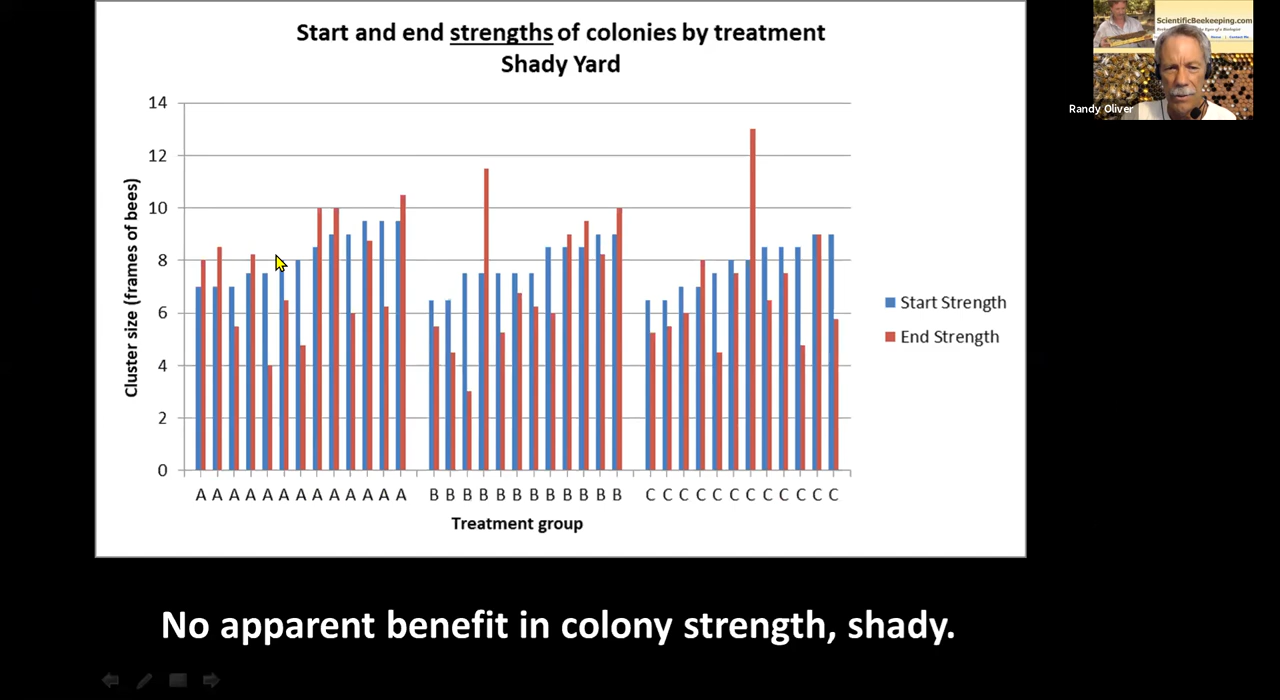 Start and end strengths of colonies by treatment
Shady Yard
14
12
10
8
6
4
2
0
Cluster size (frames of bees)
A A A A A A A A A A A A A B B B B B B B B B B B B C C C C C C C C C C C C
Treatment group
Start Strength
End Strength
No apparent benefit in colony strength, shady.
ScientificBeekeeping.com
Randy Oliver